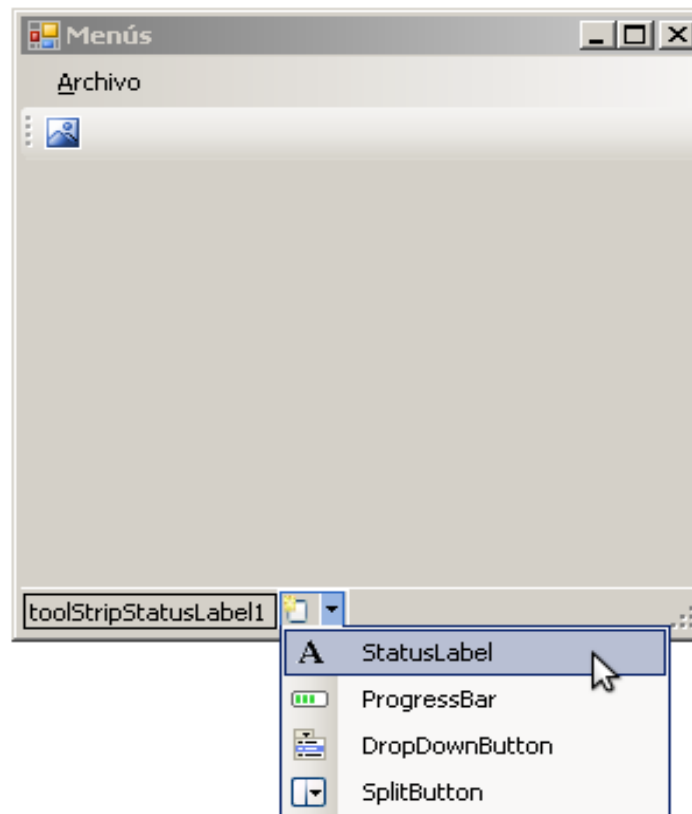 Menús
Archivo
toolStripStatusLabel1
A StatusLabel
ProgressBar
DropDownButton
SplitButton